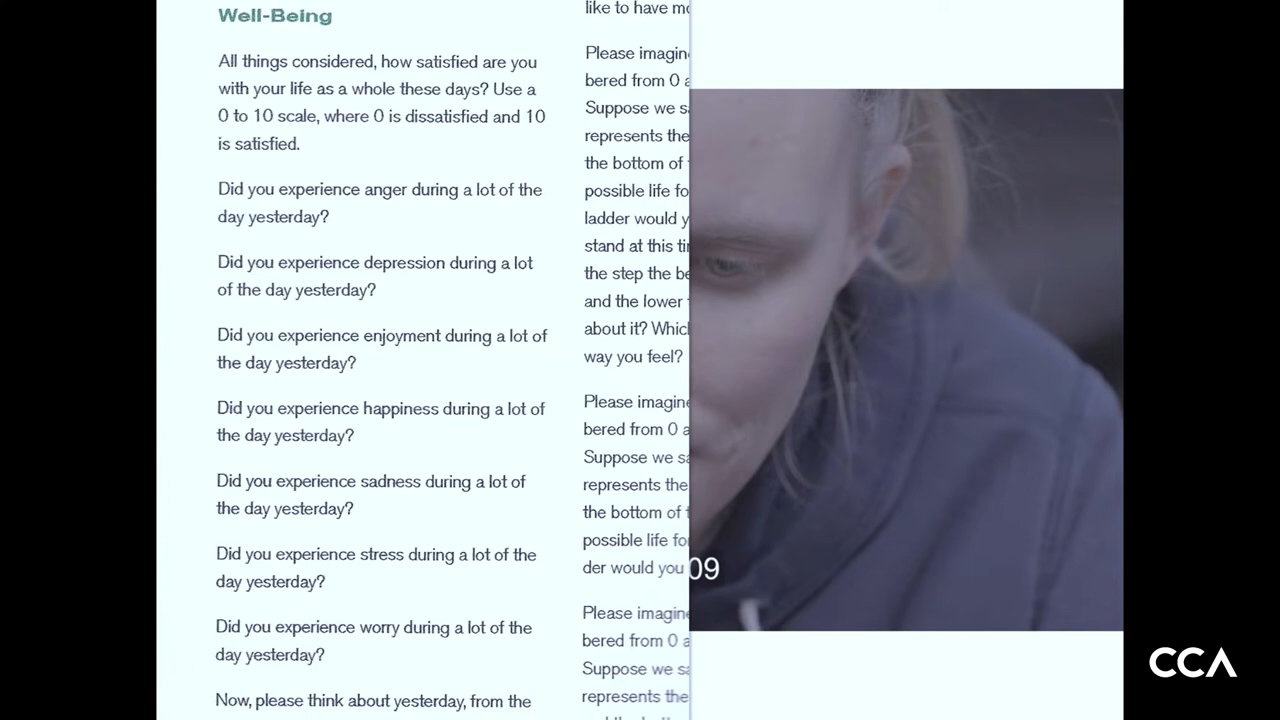 Well-Being
All things considered, how satisfied are you
with your life as a whole these days? Use a
0 to 10 scale, where 0 is dissatisfied and 10
is satisfied.
Did you experience anger during a lot of the
day yesterday?
Did you experience depression during a lot
of the day yesterday?
Did you experience enjoyment during a lot of
the day yesterday?
Did you experience happiness during a lot of
the day yesterday?
Did you experience sadness during a lot of
the day yesterday?
Did you experience stress during a lot of the
day yesterday?
Did you experience worry during a lot of the
day yesterday?
Now, please think about yesterday, from the
like to have
Please
bered from 0
Suppose we
represents the
the bottom of
possible life
ladder would
stand at this
the step the
and the lower
about it?
way you feel?
Please
bered from 0
Suppose we
represents the
the bottom of
possible life
der would you
Please
bered from 0
Suppose we
represents the
09
CCA